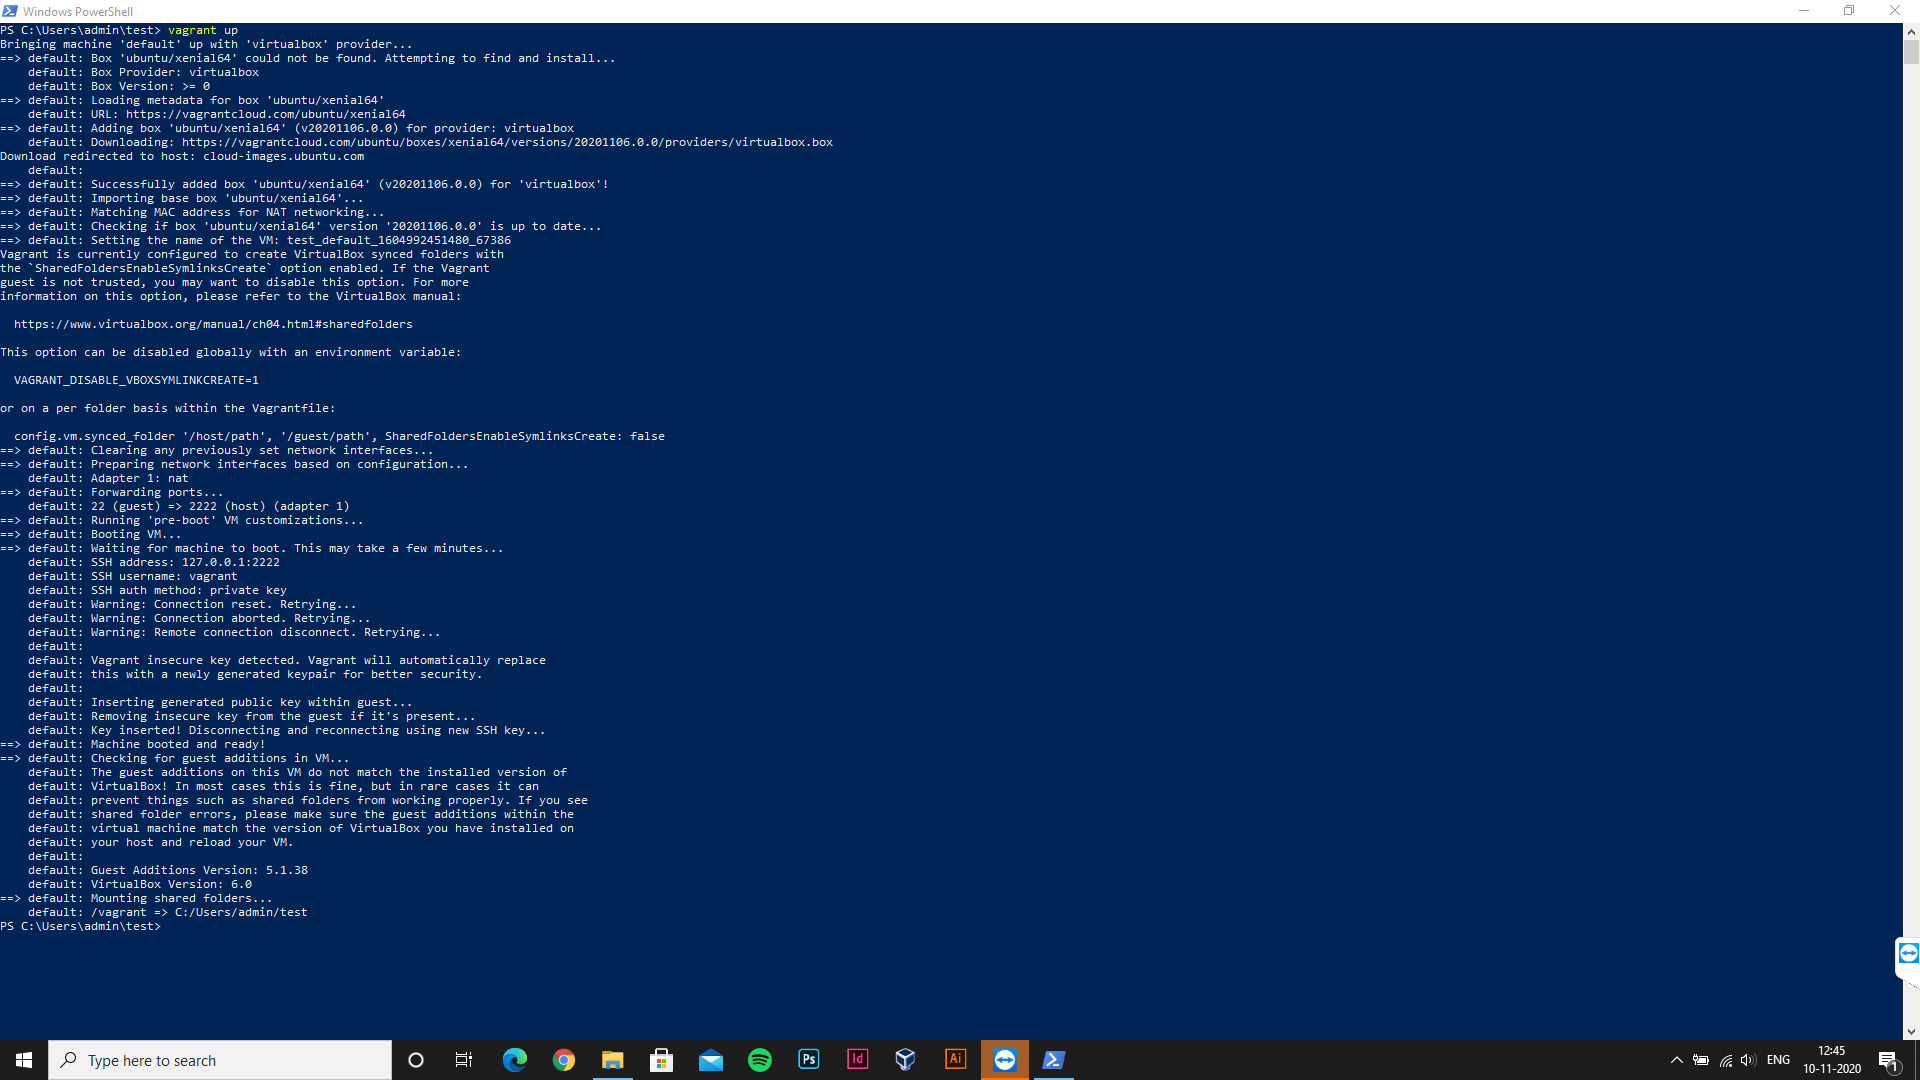 Windows PowerShell
PS C:\Users\admin\test> vagrant up
Bringing machine 'default' up with 'virtualbox' provider...
==> default: Box 'ubuntu/xenial64' could not be found. Attempting to find and install...
    default: Box Provider: virtualbox
    default: Box Version: >= 0
==> default: Loading metadata for box 'ubuntu/xenial64'
    default: URL: https://vagrantcloud.com/ubuntu/xenial64
==> default: Adding box 'ubuntu/xenial64' (v20201106.0.0) for provider: virtualbox
    default: Downloading: https://vagrantcloud.com/ubuntu/boxes/xenial64/versions/20201106.0.0/providers/virtualbox.box
Download redirected to host: cloud-images.ubuntu.com
    default:
==> default: Successfully added box 'ubuntu/xenial64' (v20201106.0.0) for 'virtualbox'!
==> default: Importing base box 'ubuntu/xenial64'...
==> default: Matching MAC address for NAT networking...
==> default: Checking if box 'ubuntu/xenial64' version '20201106.0.0' is up to date...
==> default: Setting the name of the VM: test_default_1604992451480_67386
Vagrant is currently configured to create VirtualBox synced folders with
the `SharedFoldersEnableSymlinksCreate` option enabled. If the Vagrant
guest is not trusted, you may want to disable this option. For more
information on this option, please refer to the VirtualBox manual:
  https://www.virtualbox.org/manual/ch04.html#sharedfolders
This option can be disabled globally with an environment variable:
  VAGRANT_DISABLE_VBOXSYMLINKCREATE=1
or on a per folder basis within the Vagrantfile:
  config.vm.synced_folder '/host/path', '/guest/path', SharedFoldersEnableSymlinksCreate: false
==> default: Clearing any previously set network interfaces...
==> default: Preparing network interfaces based on configuration...
    default: Adapter 1: nat
==> default: Forwarding ports...
    default: 22 (guest) => 2222 (host) (adapter 1)
==> default: Running 'pre-boot' VM customizations...
==> default: Booting VM...
==> default: Waiting for machine to boot. This may take a few minutes...
    default: SSH address: 127.0.0.1:2222
    default: SSH username: vagrant
    default: SSH auth method: private key
    default: Warning: Connection reset. Retrying...
    default: Warning: Connection aborted. Retrying...
    default: Warning: Remote connection disconnect. Retrying...
    default:
    default: Vagrant insecure key detected. Vagrant will automatically replace
    default: this with a newly generated keypair for better security.
    default:
    default: Inserting generated public key within guest...
    default: Removing insecure key from the guest if it's present...
    default: Key inserted! Disconnecting and reconnecting using new SSH key...
==> default: Machine booted and ready!
==> default: Checking for guest additions in VM...
    default: The guest additions on this VM do not match the installed version of
    default: VirtualBox! In most cases this is fine, but in rare cases it can
    default: prevent things such as shared folders from working properly. If you see
    default: shared folder errors, please make sure the guest additions within the
    default: virtual machine match the version of VirtualBox you have installed on
    default: your host and reload your VM.
    default:
    default: Guest Additions Version: 5.1.38
    default: VirtualBox Version: 6.0
==> default: Mounting shared folders...
    default: /vagrant => C:/Users/admin/test
PS C:\Users\admin\test>
Type here to search
Ps
Id
Ai
ENG
12:45
10-11-2020
1